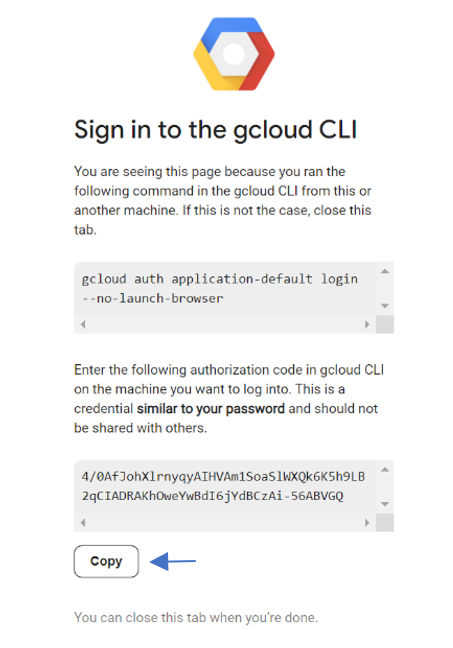 Sign in to the gcloud CLI
You are seeing this page because you ran the
following command in the gcloud CLI from this or
another machine. If this is not the case, close this
tab.
gcloud auth application-default login
--no-launch-browser
Enter the following authorization code in gcloud CLI
on the machine you want to log into. This is a
credential similar to your password and should not
be shared with others.
4/0AfJohXlrnyqyAIHVAm1SoaSlWXQk6K5h9LB
2qCIADRAKhOweYwBdI6jYdBCzAi-56ABVGQ
Copy
You can close this tab when you're done.